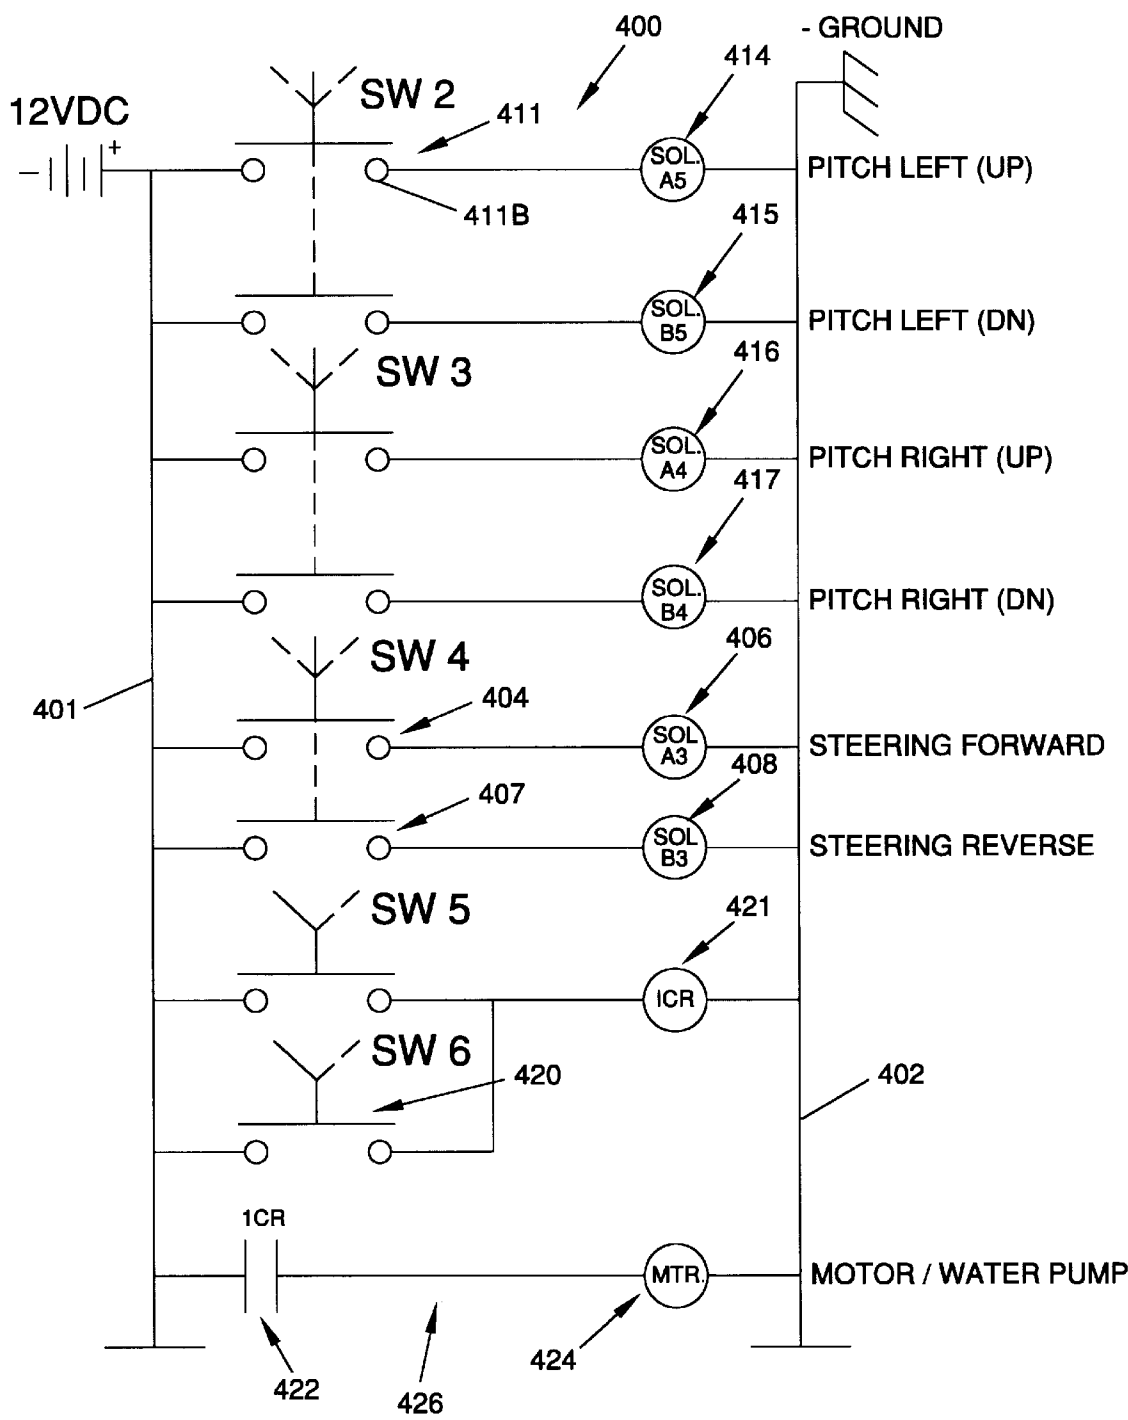 400
- GROUND
414
SW 2
12VDC
411
- +
SOL. A5
PITCH LEFT (UP)
411B
415
SOL. B5
PITCH LEFT (DN)
416
SW 3
SOL. A4
PITCH RIGHT (UP)
417
SOL. B4
PITCH RIGHT (DN)
406
SW 4
404
401
SOL A3
STEERING FORWARD
408
407
SOL B3
STEERING REVERSE
SW 5
421
ICR
SW 6
420
402
1CR
MTR.
MOTOR / WATER PUMP
424
422
426